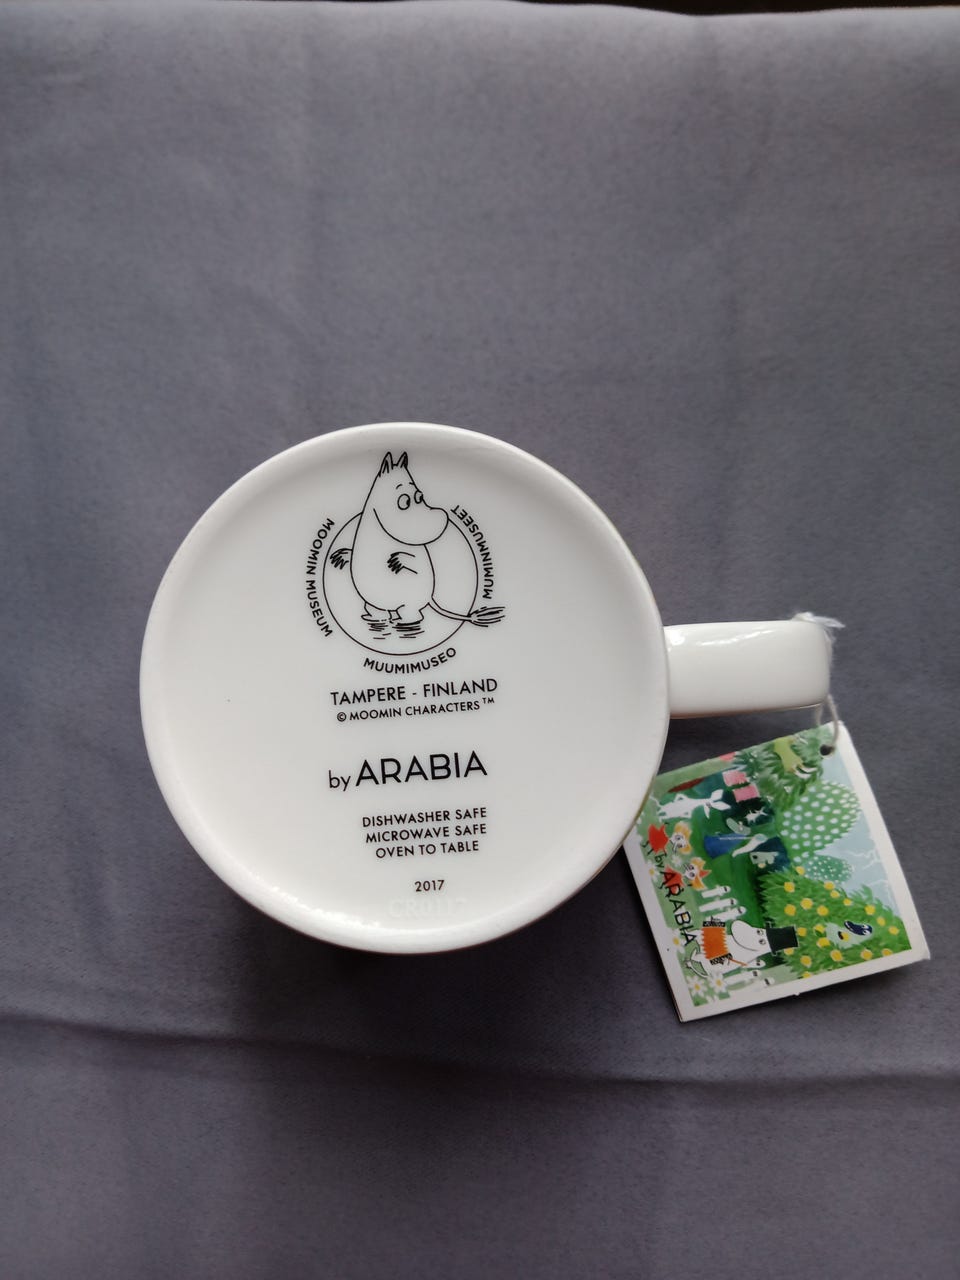 MOOMIN MUSEUM
MUMINMUSEET
MUUMIMUSEO
TAMPERE - FINLAND
© MOOMIN CHARACTERS™
by ARABIA
DISHWASHER SAFE
MICROWAVE SAFE
OVEN TO TABLE
2017
by ARABIA